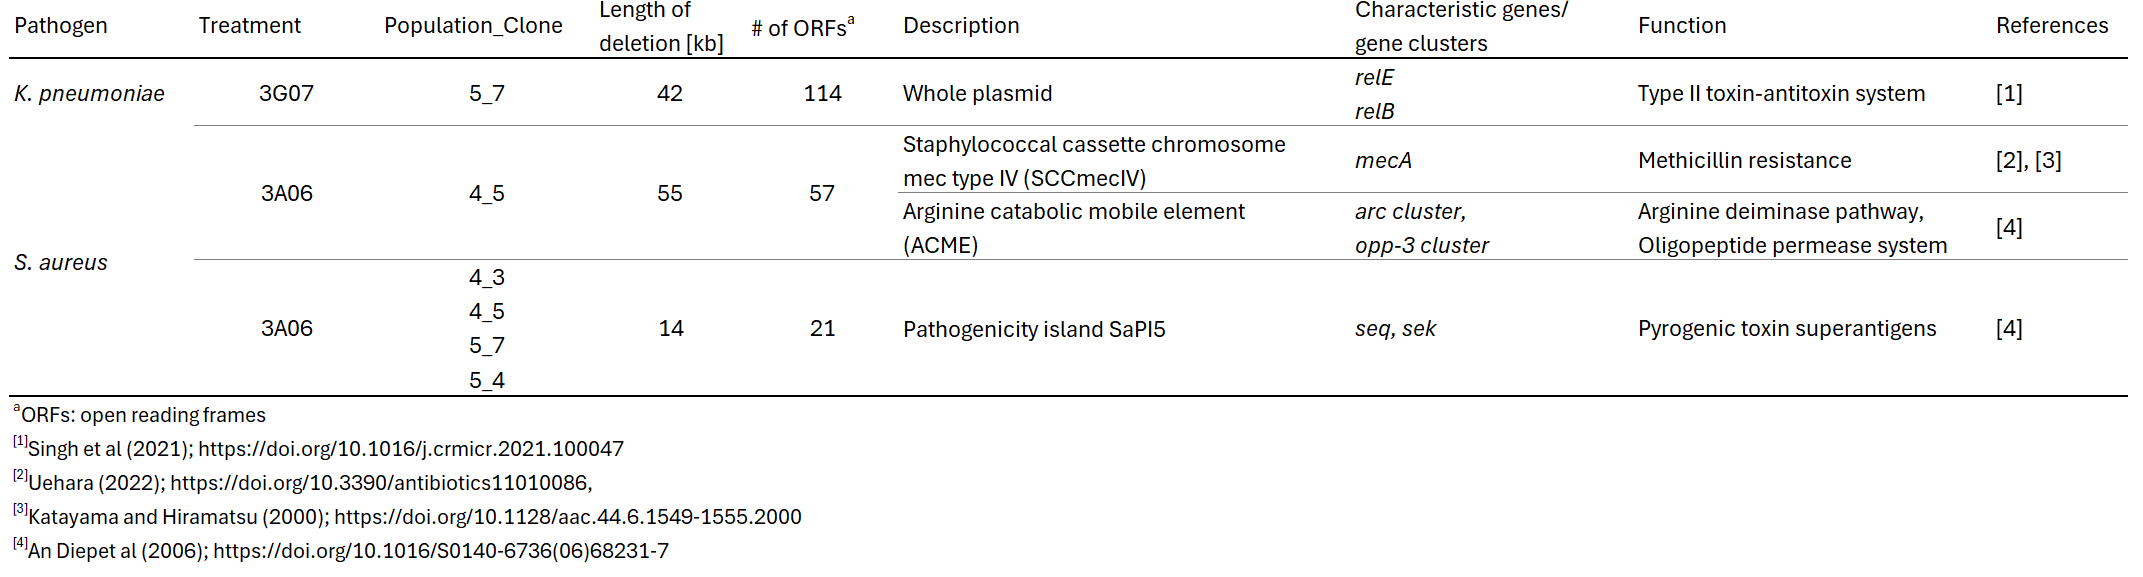 Pathogen Treatment Population_Clone Length of deletion [kb] # of ORFsᵃ Description Characteristic genes/ gene clusters Function References
K. pneumoniae 3G07 5_7 42 114 Whole plasmid relE relB Type II toxin-antitoxin system [1]
S. aureus 3A06 4_5 55 57 Staphylococcal cassette chromosome mec type IV (SCCmecIV) mecA Methicillin resistance [2], [3]
Arginine catabolic mobile element (ACME) arc cluster, opp-3 cluster Arginine deiminase pathway, Oligopeptide permease system [4]
3A06 4_3 4_5 5_7 5_4 14 21 Pathogenicity island SaPI5 seq, sek Pyrogenic toxin superantigens [4]
ᵃORFs: open reading frames
[1]Singh et al (2021); https://doi.org/10.1016/j.crmicr.2021.100047
[2]Uehara (2022); https://doi.org/10.3390/antibiotics11010086,
[3]Katayama and Hiramatsu (2000); https://doi.org/10.1128/aac.44.6.1549-1555.2000
[4]An Diepet al (2006); https://doi.org/10.1016/S0140-6736(06)68231-7